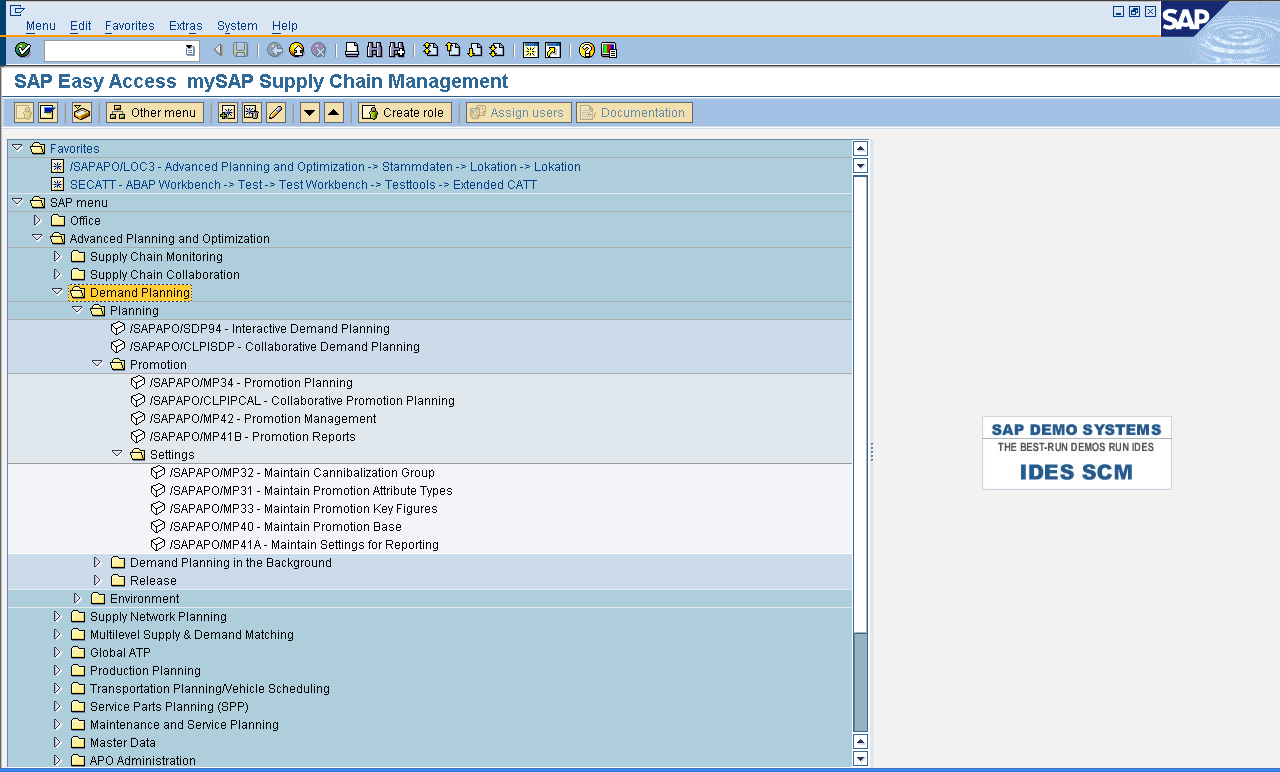 Menu Edit Favorites Extras System Help
SAP
SAP Easy Access mySAP Supply Chain Management
Other menu Create role Assign users Documentation
Favorites
/SAPAPO/LOC3 - Advanced Planning and Optimization -> Stammdaten -> Lokation -> Lokation
SECATT - ABAP Workbench -> Test -> Test Workbench -> Testtools -> Extended CATT
SAP menu
Office
Advanced Planning and Optimization
Supply Chain Monitoring
Supply Chain Collaboration
Demand Planning
Planning
/SAPAPO/SDP94 - Interactive Demand Planning
/SAPAPO/CLPISDP - Collaborative Demand Planning
Promotion
/SAPAPO/MP34 - Promotion Planning
/SAPAPO/CLPIPCAL - Collaborative Promotion Planning
/SAPAPO/MP42 - Promotion Management
/SAPAPO/MP41B - Promotion Reports
Settings
/SAPAPO/MP32 - Maintain Cannibalization Group
/SAPAPO/MP31 - Maintain Promotion Attribute Types
/SAPAPO/MP33 - Maintain Promotion Key Figures
/SAPAPO/MP40 - Maintain Promotion Base
/SAPAPO/MP41A - Maintain Settings for Reporting
Demand Planning in the Background
Release
Environment
Supply Network Planning
Multilevel Supply & Demand Matching
Global ATP
Production Planning
Transportation Planning/Vehicle Scheduling
Service Parts Planning (SPP)
Maintenance and Service Planning
Master Data
APO Administration
SAP DEMO SYSTEMS
THE BEST-RUN DEMOS RUN IDES
IDES SCM